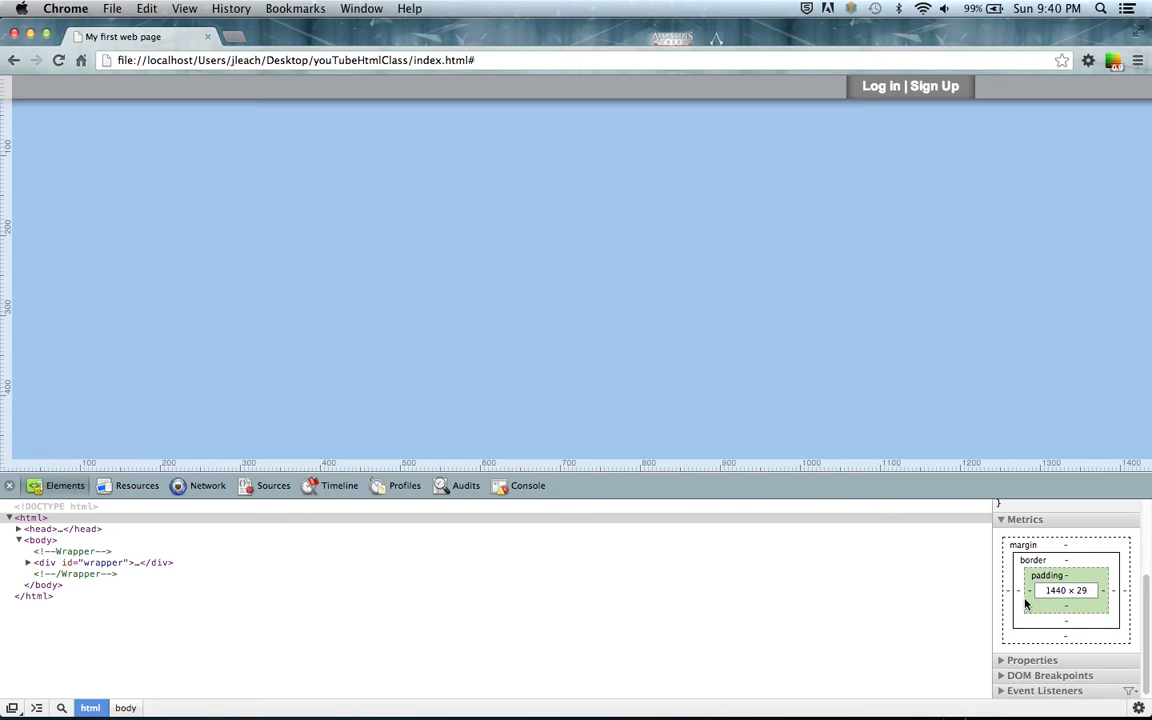 Chrome File Edit View History Bookmarks Window Help 99% Sun 9:40 PM
My first web page
ASSASSIN'S CREED
file://localhost/Users/jleach/Desktop/youTubeHtmlClass/index.html#
0.9
Log in | Sign Up
100
200
300
400
100 200 300 400 500 600 700 800 900 1000 1100 1200 1300 1400
Elements Resources Network Sources Timeline Profiles Audits Console
<!DOCTYPE html>
<html>
<head>…</head>
<body>
<!--Wrapper-->
<div id="wrapper">…</div>
<!--/Wrapper-->
</body>
</html>
}
Metrics
margin -
border -
padding -
- - - 1440 × 29 - - -
-
-
-
Properties
DOM Breakpoints
Event Listeners
html body